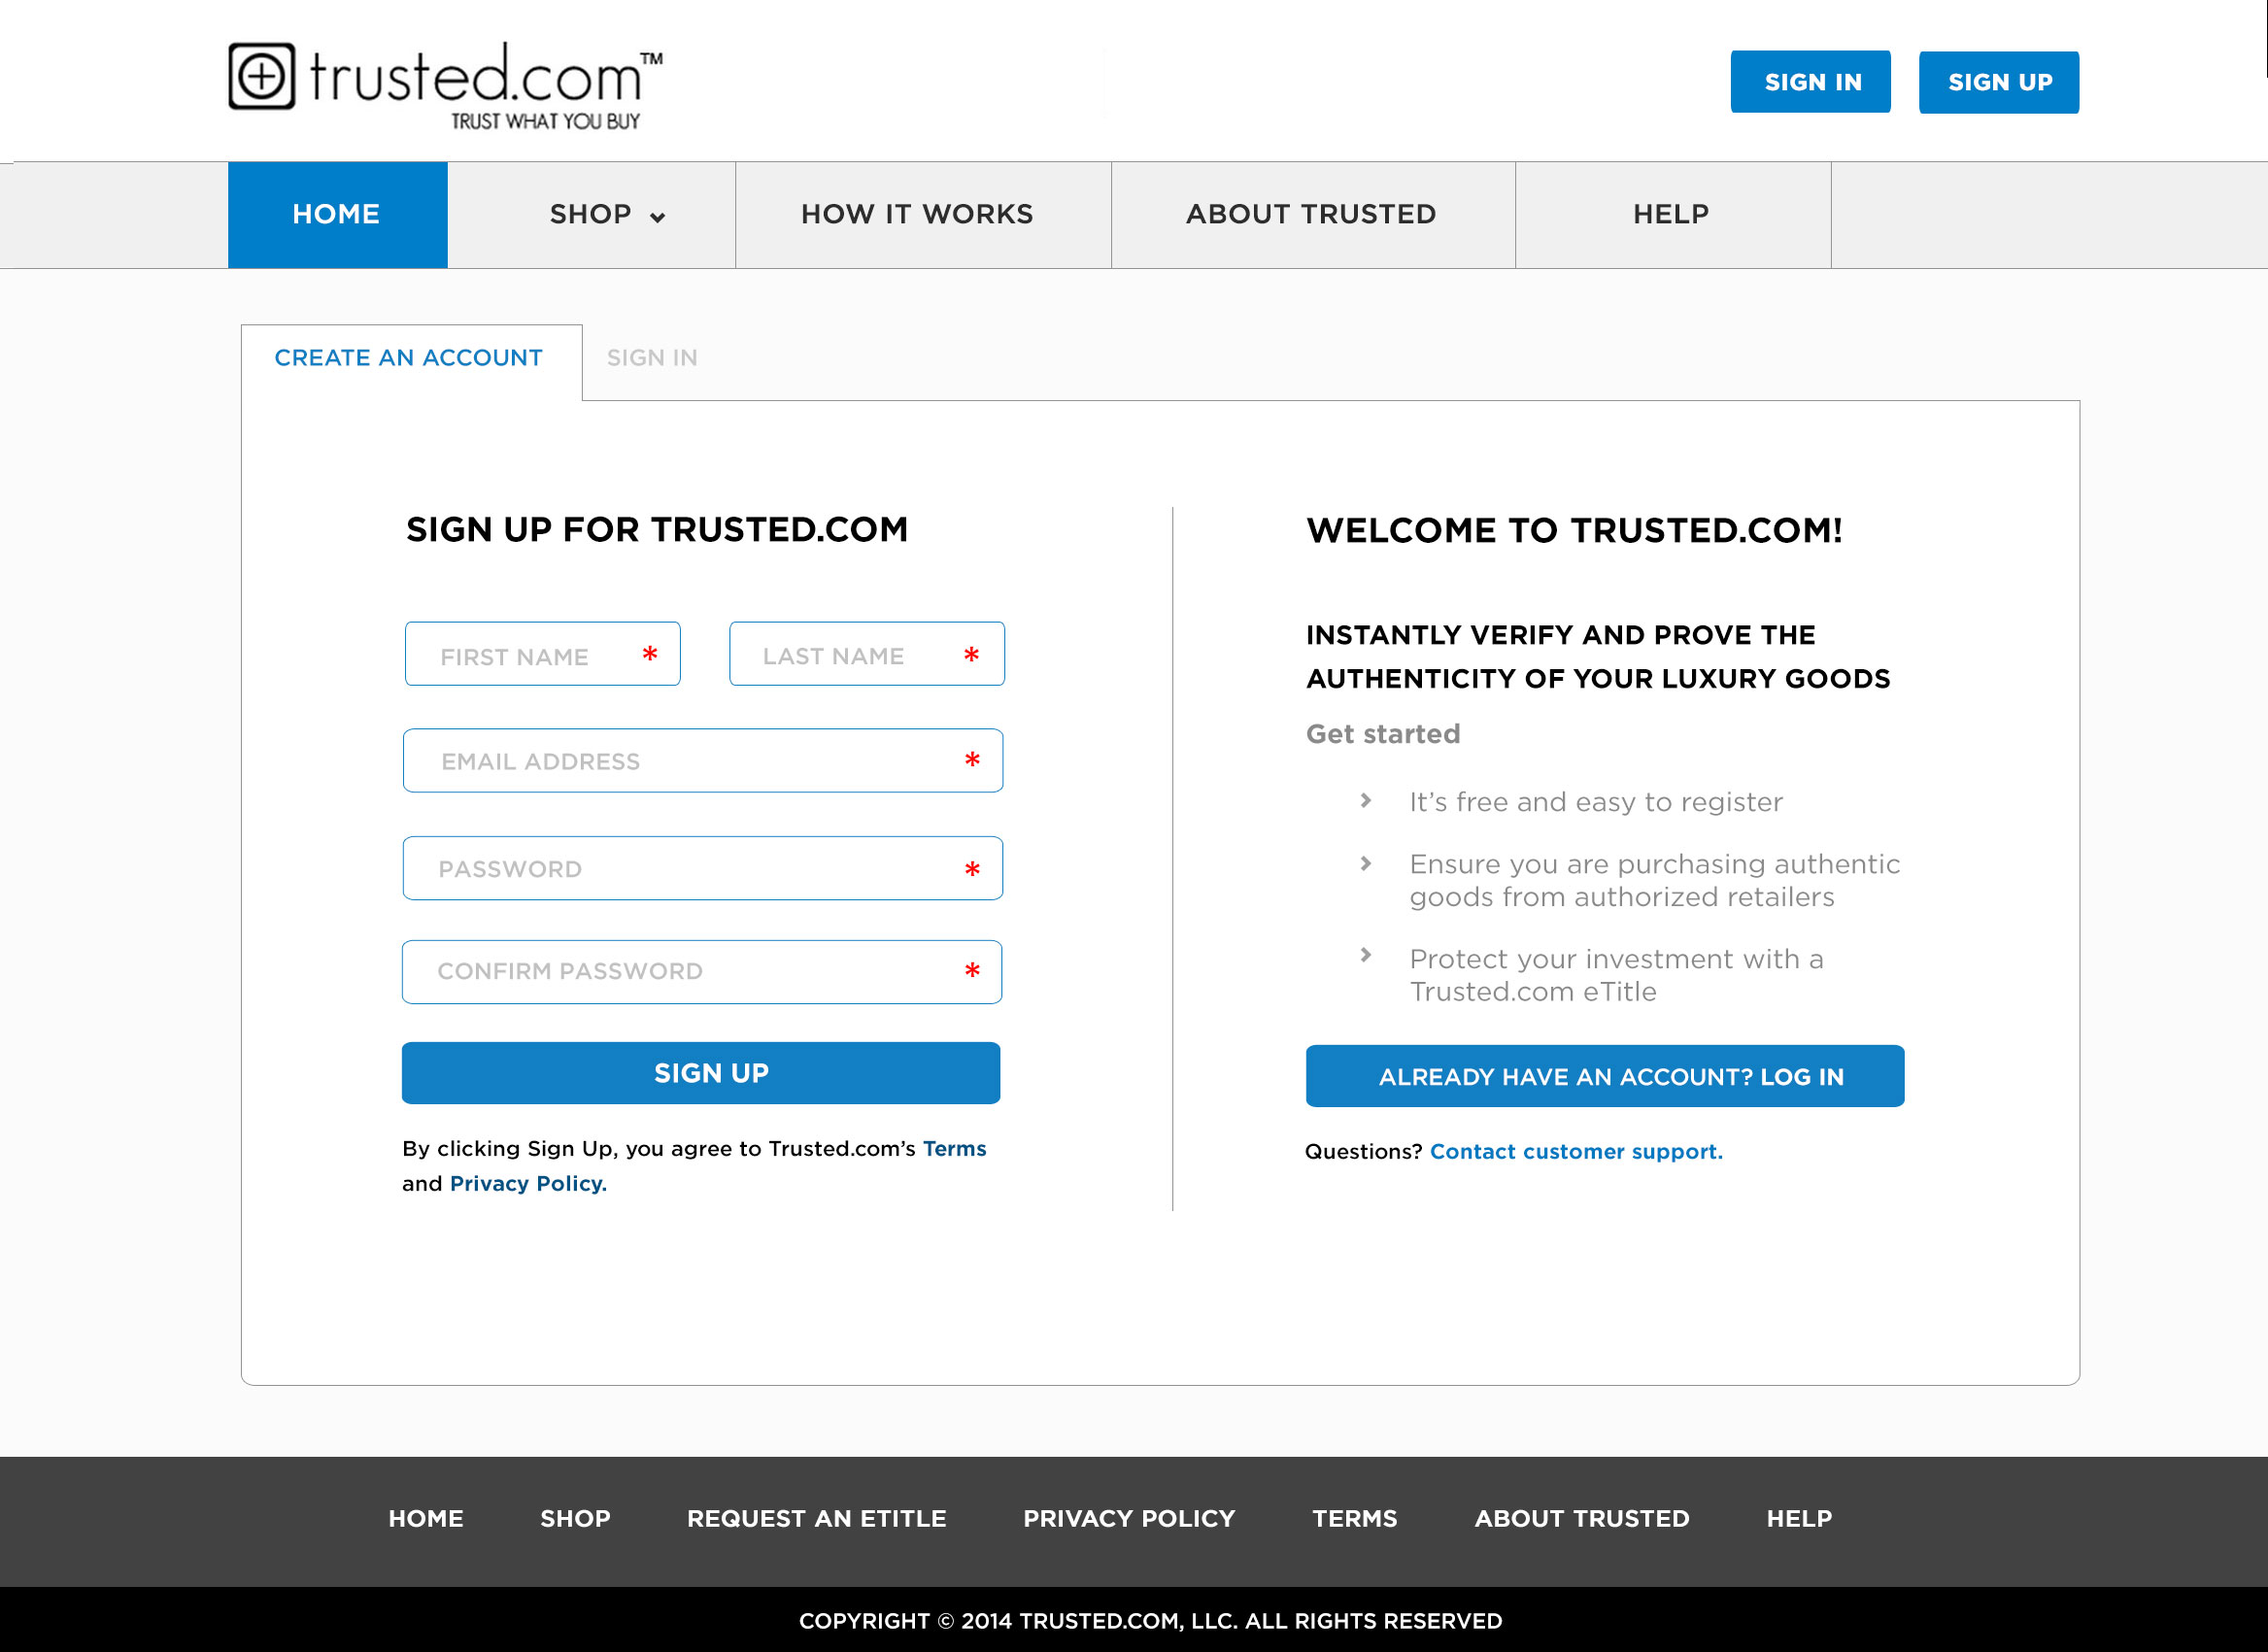 trusted.com™
TRUST WHAT YOU BUY
SIGN IN
SIGN UP
HOME
SHOP
HOW IT WORKS
ABOUT TRUSTED
HELP
CREATE AN ACCOUNT
SIGN IN
SIGN UP FOR TRUSTED.COM
FIRST NAME *
LAST NAME *
EMAIL ADDRESS *
PASSWORD *
CONFIRM PASSWORD *
SIGN UP
By clicking Sign Up, you agree to Trusted.com’s Terms
and Privacy Policy.
WELCOME TO TRUSTED.COM!
INSTANTLY VERIFY AND PROVE THE
AUTHENTICITY OF YOUR LUXURY GOODS
Get started
It’s free and easy to register
Ensure you are purchasing authentic
goods from authorized retailers
Protect your investment with a
Trusted.com eTitle
ALREADY HAVE AN ACCOUNT? LOG IN
Questions? Contact customer support.
HOME
SHOP
REQUEST AN ETITLE
PRIVACY POLICY
TERMS
ABOUT TRUSTED
HELP
COPYRIGHT © 2014 TRUSTED.COM, LLC. ALL RIGHTS RESERVED